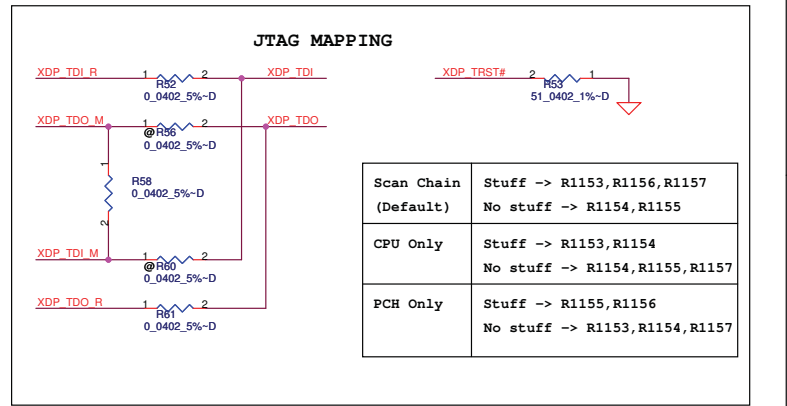 JTAG MAPPING
XDP_TDI_R 1 2 XDP_TDI
R52
0_0402_5%~D
XDP_TRST# 2 1
R53
51_0402_1%~D
XDP_TDO_M 1 2 XDP_TDO
@R56
0_0402_5%~D
1
R58
0_0402_5%~D
2
XDP_TDI_M 1 2
@R60
0_0402_5%~D
XDP_TDO_R 1 2
R61
0_0402_5%~D
Scan Chain Stuff -> R1153,R1156,R1157
(Default) No stuff -> R1154,R1155
CPU Only Stuff -> R1153,R1154
No stuff -> R1154,R1155,R1157
PCH Only Stuff -> R1155,R1156
No stuff -> R1153,R1154,R1157